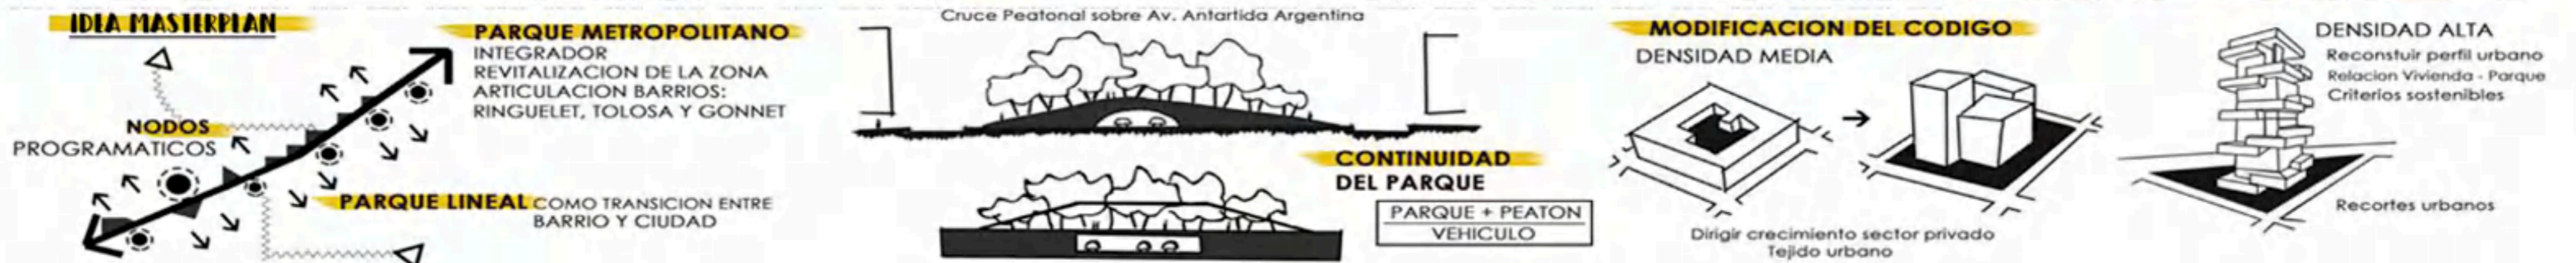 IDEA MASTERPLAN
PARQUE METROPOLITANO
INTEGRADOR
REVITALIZACION DE LA ZONA
ARTICULACION BARRIOS:
RINGUELET, TOLOSA Y GONNET
NODOS
PROGRAMATICOS
PARQUE LINEAL COMO TRANSICION ENTRE
BARRIO Y CIUDAD
Cruce Peatonal sobre Av. Antartida Argentina
CONTINUIDAD
DEL PARQUE
PARQUE + PEATON
VEHICULO
MODIFICACION DEL CODIGO
DENSIDAD MEDIA
Dirigir crecimiento sector privado
Tejido urbano
DENSIDAD ALTA
Reconstuir perfil urbano
Relacion Vivienda - Parque
Criterios sostenibles
Recortes urbanos